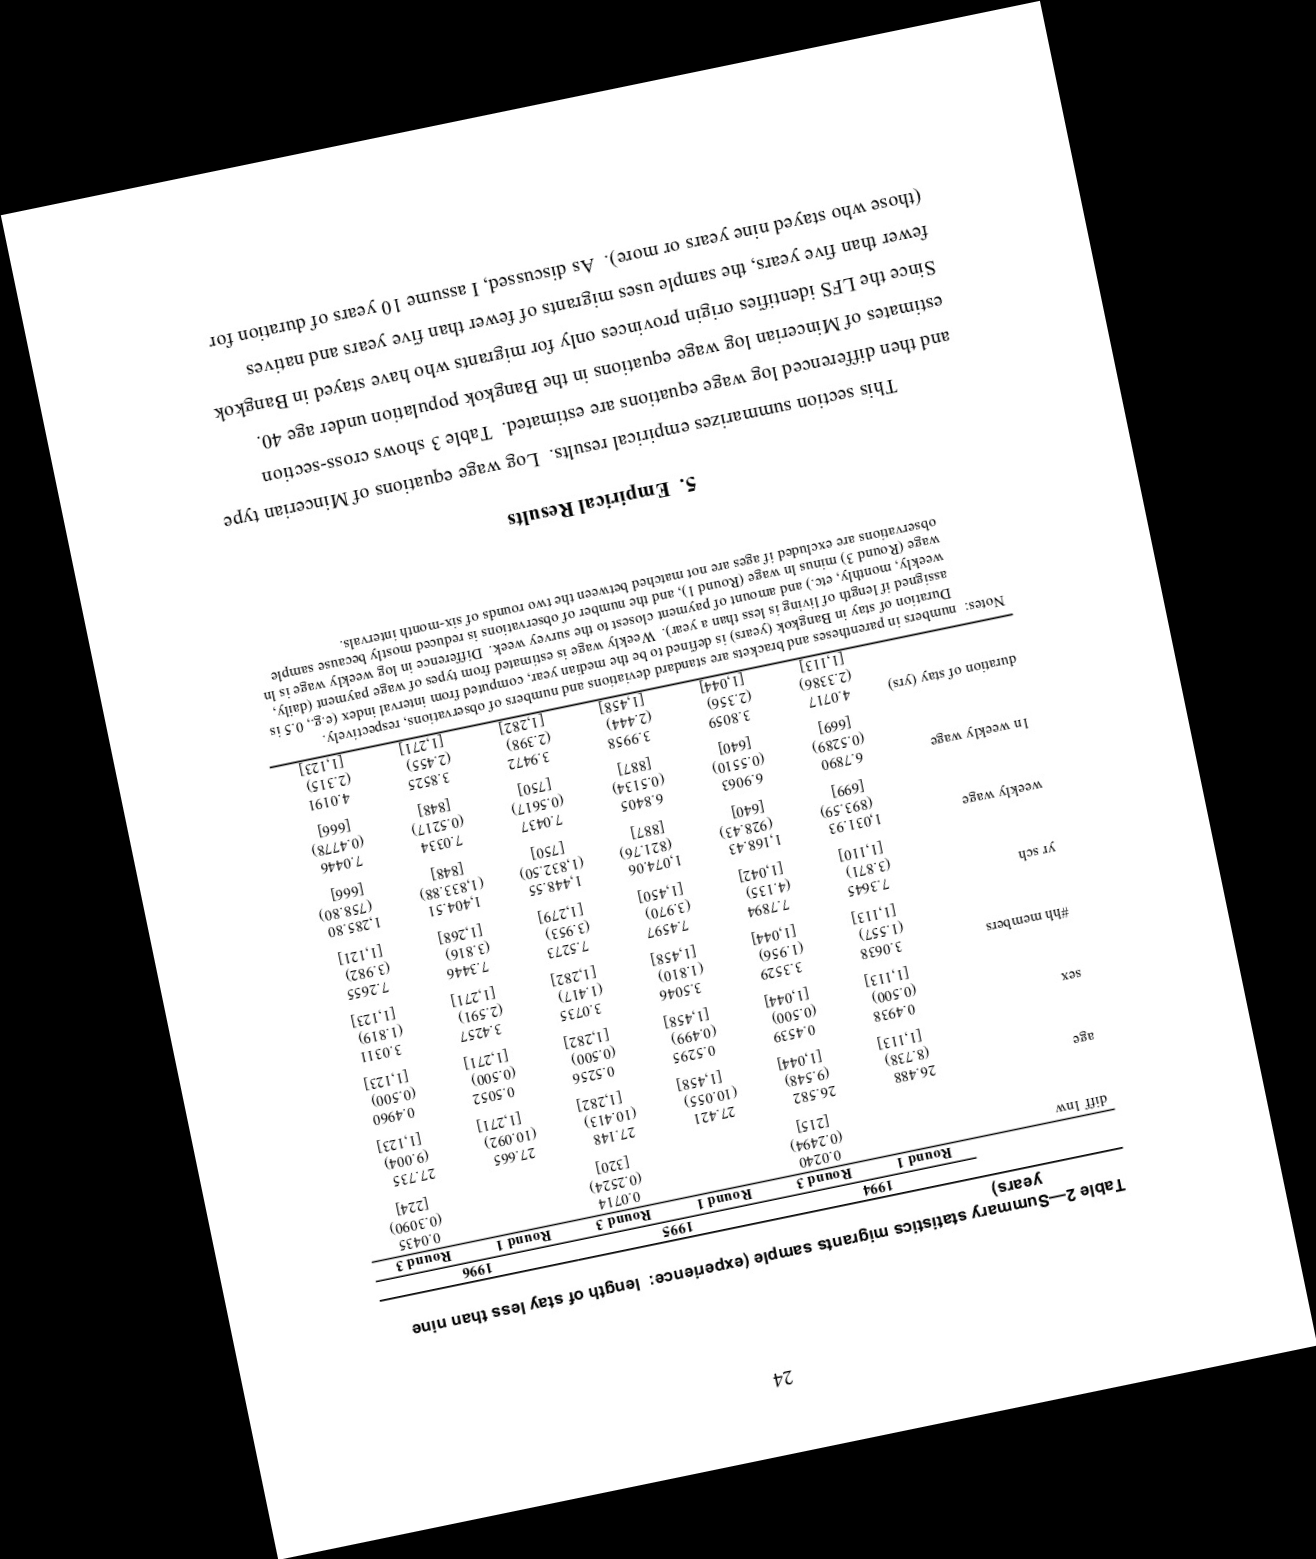 24
Table 2—Summary statistics migrants sample (experience: length of stay less than nine
years)
1994 1995 1996
Round 1 Round 3 Round 1 Round 3 Round 1 Round 3
diff lnw 0.0240 0.0714 0.0435
(0.2494) (0.2524) (0.3090)
[215] [320] [224]
age 26.488 26.582 27.421 27.148 27.665 27.735
(8.738) (9.548) (10.055) (10.413) (10.092) (9.004)
[1,113] [1,044] [1,458] [1,282] [1,271] [1,123]
sex 0.4938 0.4539 0.5295 0.5256 0.5052 0.4960
(0.500) (0.500) (0.499) (0.500) (0.500) (0.500)
[1,113] [1,044] [1,458] [1,282] [1,271] [1,123]
#hh members 3.0638 3.3529 3.5046 3.0735 3.4257 3.0311
(1.557) (1.956) (1.810) (1.417) (2.591) (1.819)
[1,113] [1,044] [1,458] [1,282] [1,271] [1,123]
yr sch 7.3645 7.7894 7.4597 7.5273 7.3446 7.2655
(3.871) (4.135) (3.970) (3.953) (3.816) (3.982)
[1,110] [1,042] [1,450] [1,279] [1,268] [1,121]
weekly wage 1,031.93 1,168.43 1,074.06 1,448.55 1,404.51 1,285.80
(893.59) (928.43) (821.76) (1,832.50) (1,833.88) (758.80)
[699] [640] [887] [750] [848] [666]
ln weekly wage 6.7890 6.9063 6.8405 7.0437 7.0334 7.0446
(0.5289) (0.5510) (0.5134) (0.5617) (0.5217) (0.4778)
[669] [640] [887] [750] [848] [666]
duration of stay (yrs) 4.0717 3.8059 3.9958 3.9472 3.8525 4.0191
(2.3386) (2.356) (2.444) (2.398) (2.455) (2.315)
[1,113] [1,044] [1,458] [1,282] [1,271] [1,123]
Notes: numbers in parentheses and brackets are standard deviations and numbers of observations, respectively.
Duration of stay in Bangkok (years) is defined to be the median year, computed from interval index (e.g., 0.5 is
assigned if length of living is less than a year). Weekly wage is estimated from types of wage payment (daily,
weekly, monthly, etc.) and amount of payment closest to the survey week. Difference in log weekly wage is ln
wage (Round 3) minus ln wage (Round 1), and the number of observations is reduced mostly because sample
observations are excluded if ages are not matched between the two rounds of six-month intervals.
5. Empirical Results
This section summarizes empirical results. Log wage equations of Mincerian type
and then differenced log wage equations are estimated. Table 3 shows cross-section
estimates of Mincerian log wage equations in the Bangkok population under age 40.
Since the LFS identifies origin provinces only for migrants who have stayed in Bangkok
fewer than five years, the sample uses migrants of fewer than five years and natives
(those who stayed nine years or more). As discussed, I assume 10 years of duration for